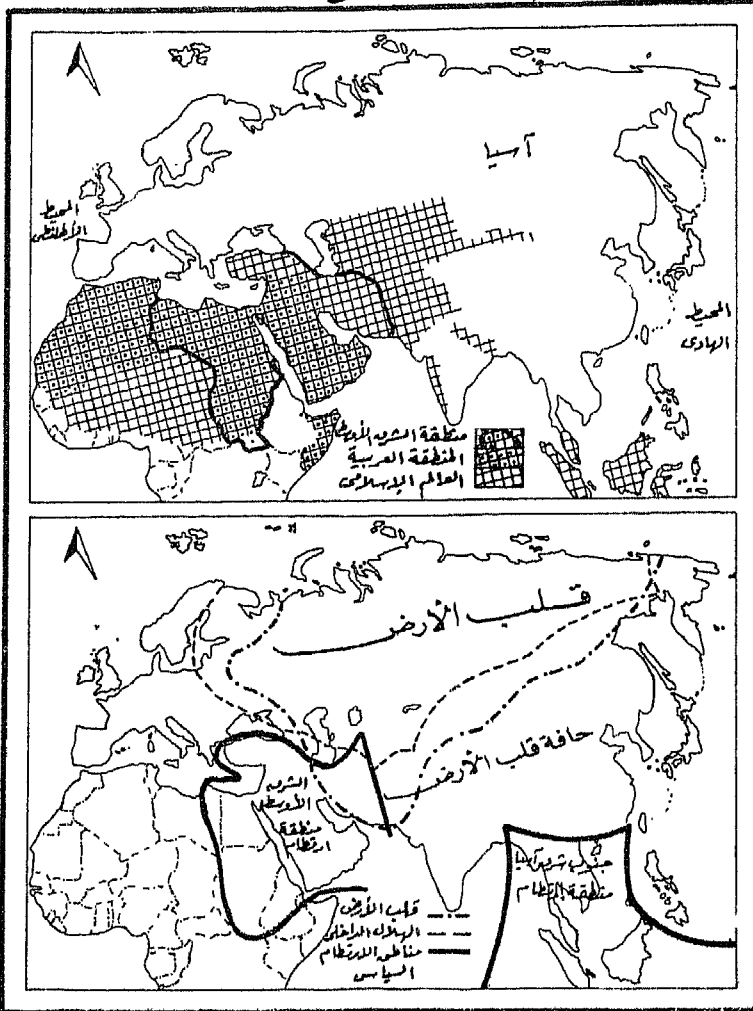 آسيا
المحيط
الأطلنطى
المحيط
الهادى
منطقة الشرق الأوسط
المنطقة العربية
العالم الإسلامى
قلب الأرض
حافة قلب الأرض
الشرق
الأوسط
منطقة
ارتطام
جنوب شرق آسيا
منطقة ارتطام
قلب الأرض
الهلال الداخلى
مناطق الارتطام
السياسى